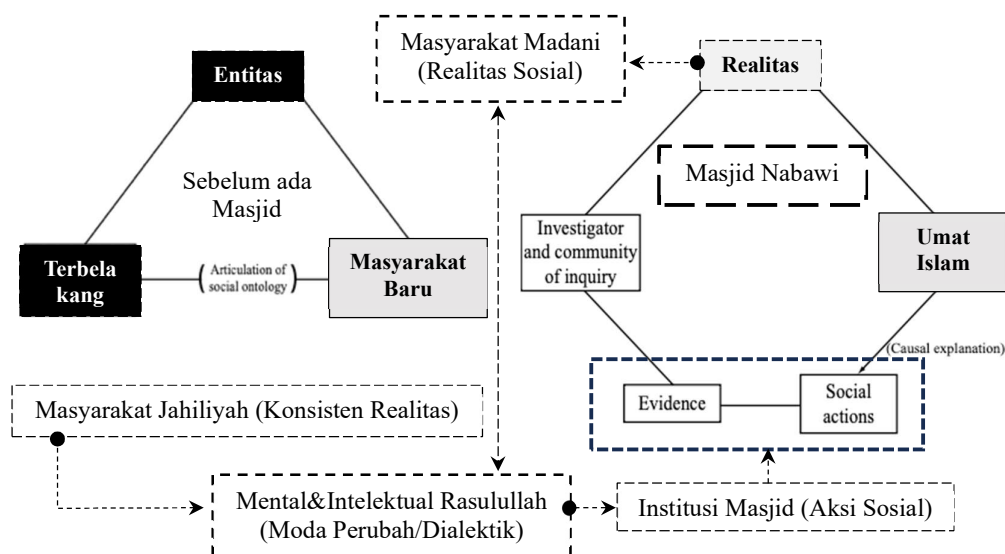 Entitas
Sebelum ada
Masjid
Terbela
kang
(Articulation of
social ontology)
Masyarakat
Baru
Masyarakat Madani
(Realitas Sosial)
Realitas
Masjid Nabawi
Investigator
and community
of inquiry
Umat
Islam
(Causal explanation)
Evidence
Social
actions
Masyarakat Jahiliyah (Konsisten Realitas)
Mental&Intelektual Rasulullah
(Moda Perubah/Dialektik)
Institusi Masjid (Aksi Sosial)